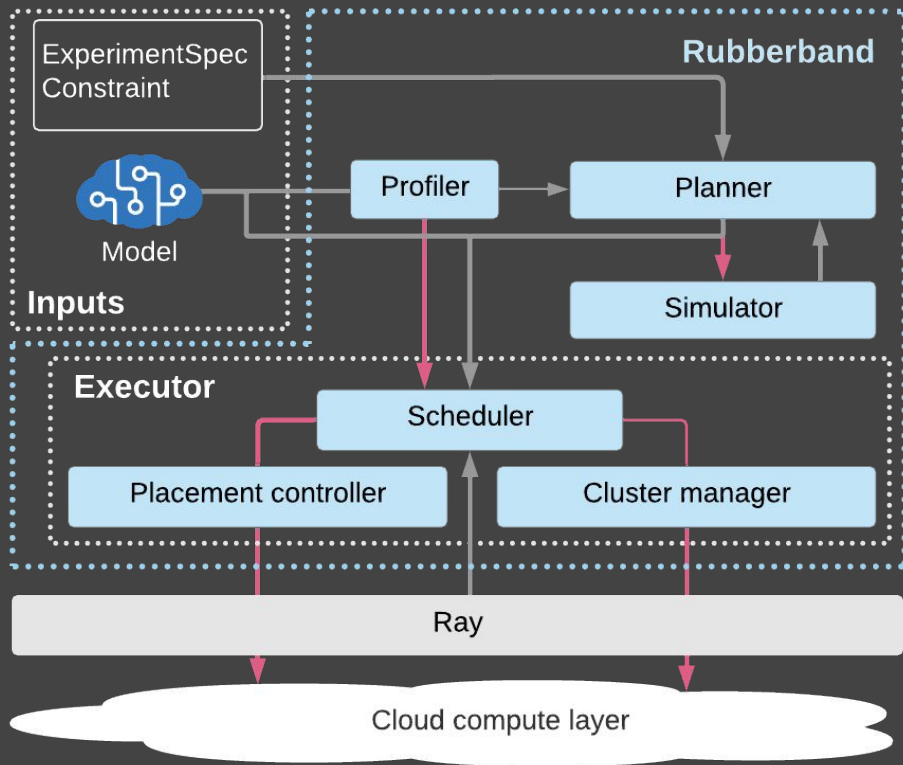 ExperimentSpec
Constraint
Rubberband
Profiler
Planner
Model
Inputs
Simulator
Executor
Scheduler
Placement controller
Cluster manager
Ray
Cloud compute layer